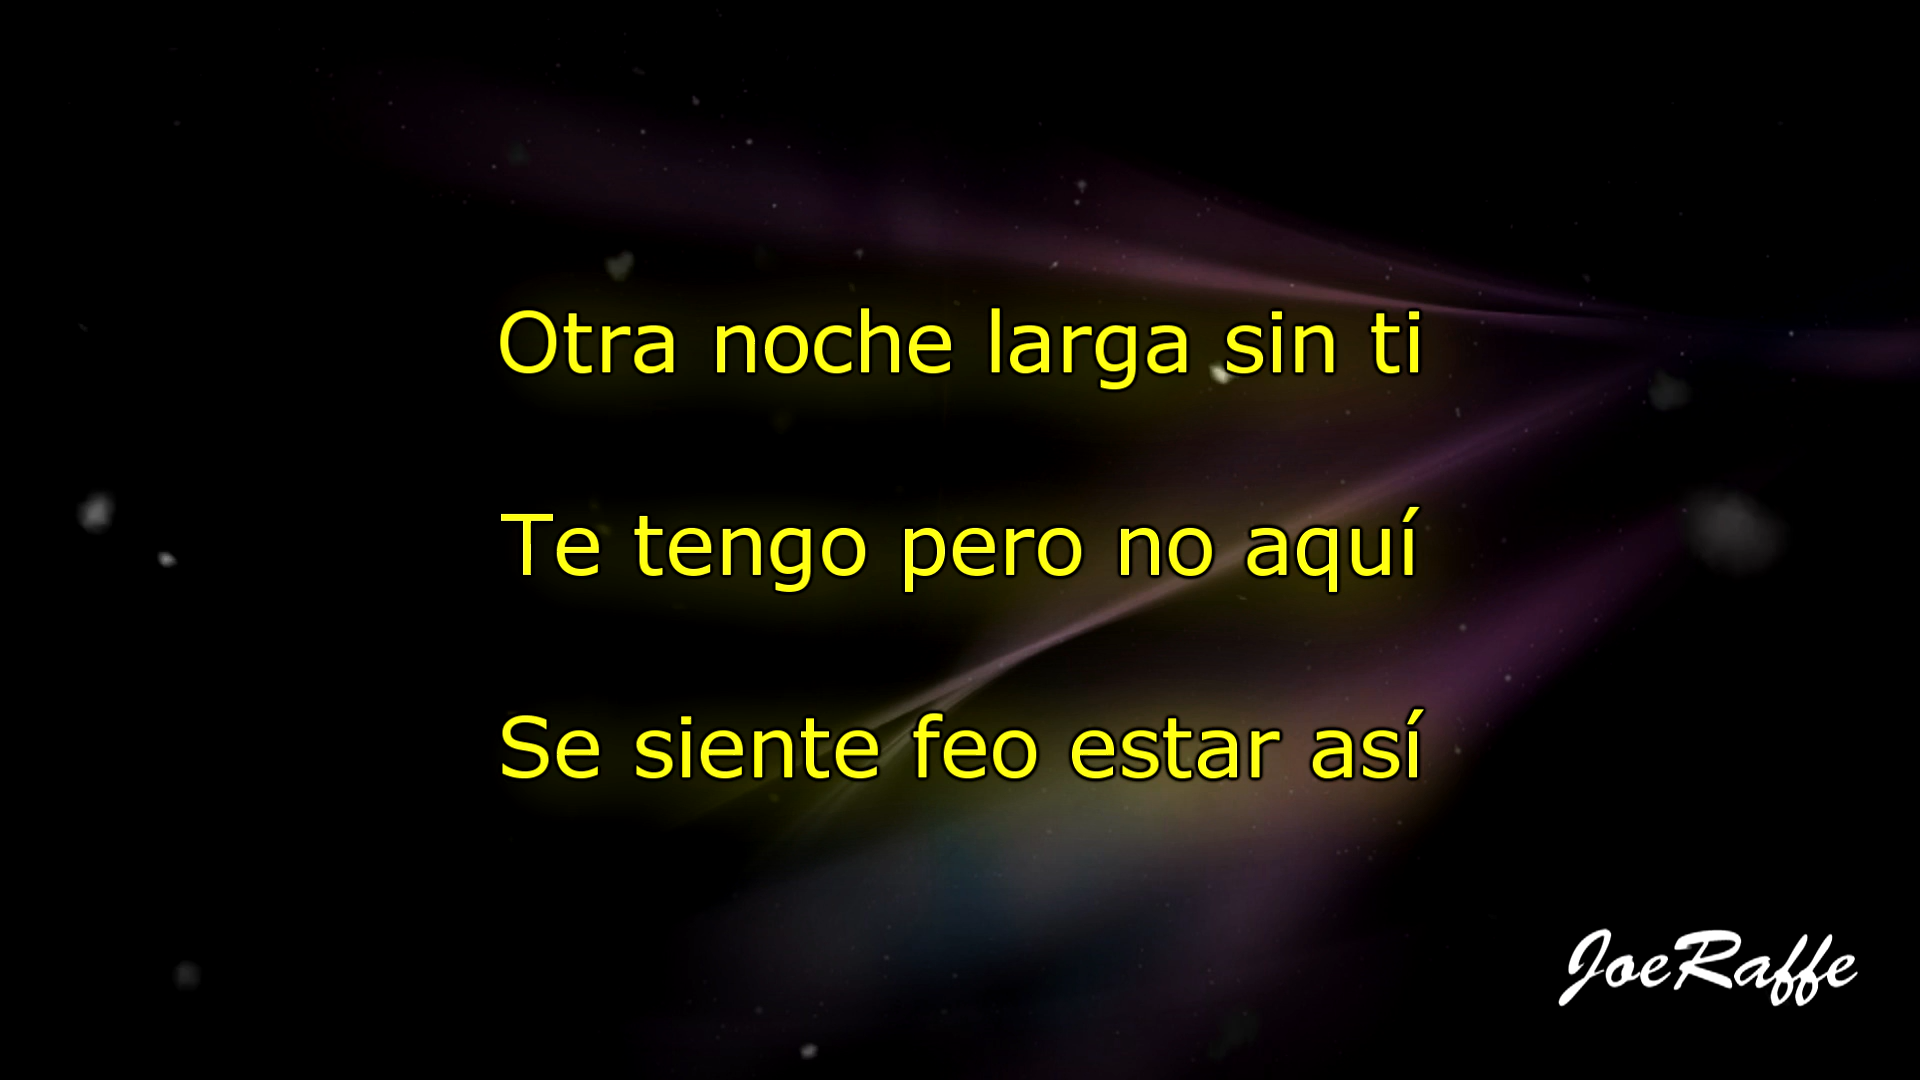 Otra noche larga sin ti
Te tengo pero no aquí
Se siente feo estar así
JoeRaffe